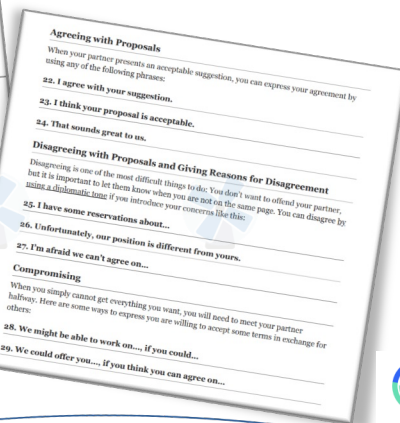 Agreeing with Proposals
When your partner presents an acceptable suggestion, you can express your agreement by
using any of the following phrases:
22. I agree with your suggestion.
23. I think your proposal is acceptable.
24. That sounds great to us.
Disagreeing with Proposals and Giving Reasons for Disagreement
Disagreeing is one of the most difficult things to do: You don't want to offend your partner,
but it is important to let them know when you are not on the same page. You can disagree by
using a diplomatic tone if you introduce your concerns like this:
25. I have some reservations about...
26. Unfortunately, our position is different from yours.
27. I'm afraid we can't agree on...
Compromising
When you simply cannot get everything you want, you will need to meet your partner
halfway. Here are some ways to express you are willing to accept some terms in exchange for
others:
28. We might be able to work on..., if you could...
29. We could offer you..., if you think you can agree on...